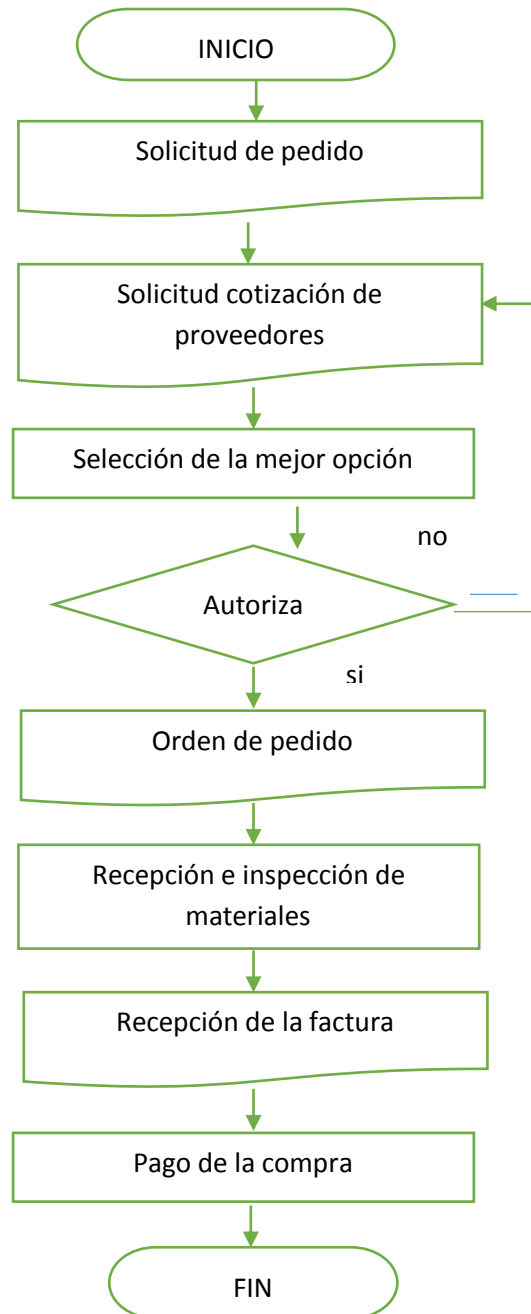 INICIO
Solicitud de pedido
Solicitud cotización de
proveedores
Selección de la mejor opción
no
Autoriza
si
Orden de pedido
Recepción e inspección de
materiales
Recepción de la factura
Pago de la compra
FIN